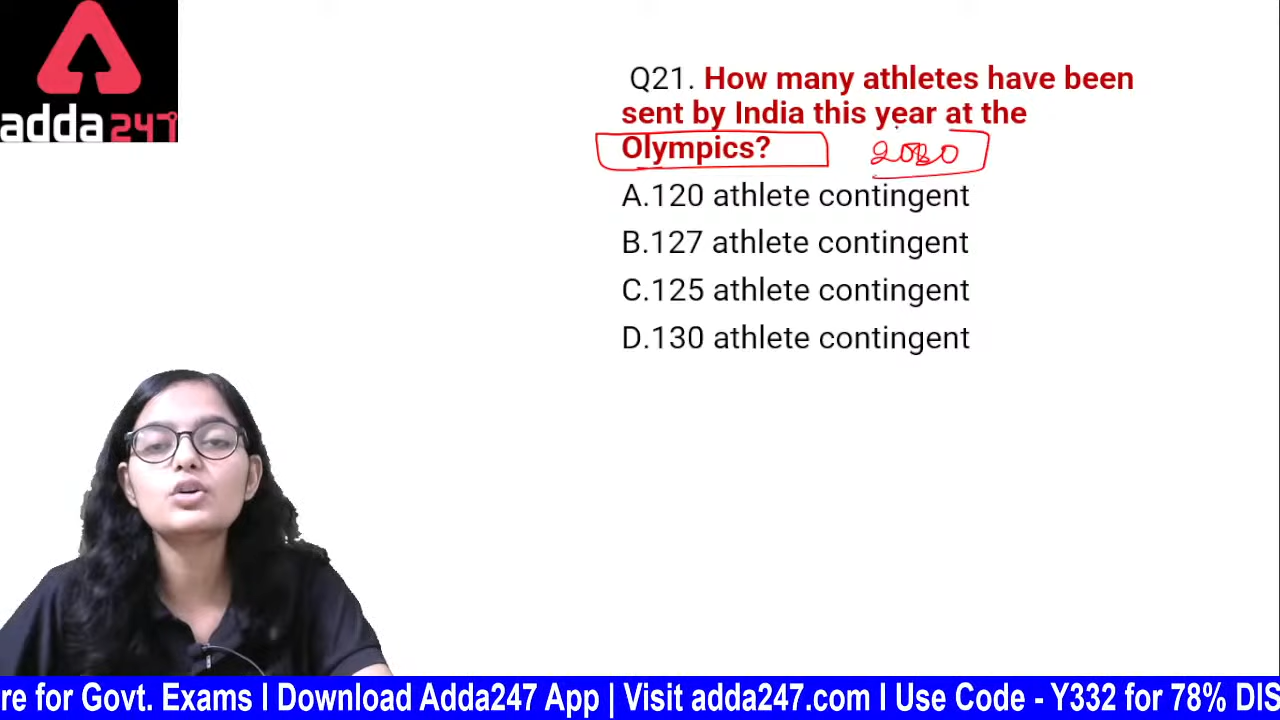 adda247
Q21. How many athletes have been
sent by India this year at the
Olympics? 2020
A.120 athlete contingent
B.127 athlete contingent
C.125 athlete contingent
D.130 athlete contingent
re for Govt. Exams I Download Adda247 App | Visit adda247.com I Use Code - Y332 for 78% DIS